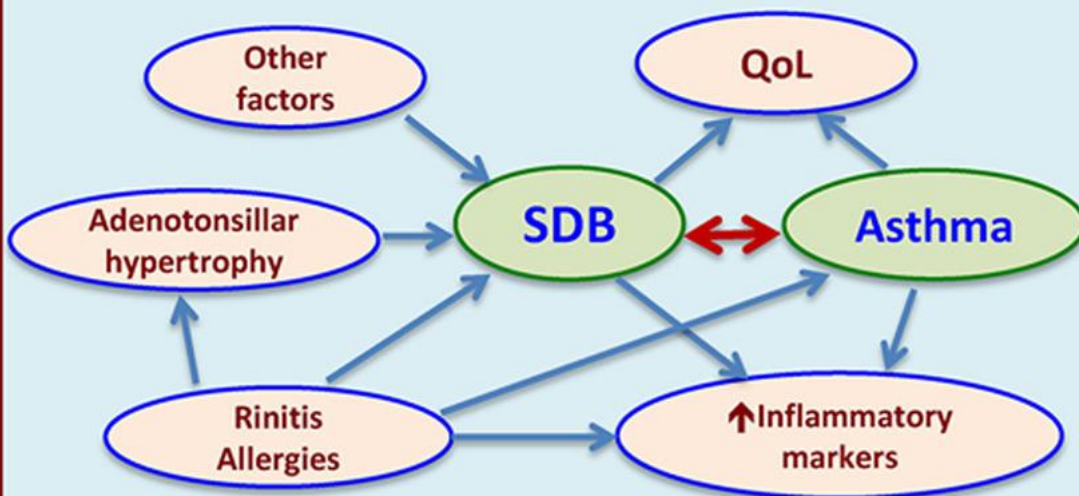 Other
factors
QoL
Adenotonsillar
hypertrophy
SDB
Asthma
Rinitis
Allergies
↑Inflammatory
markers